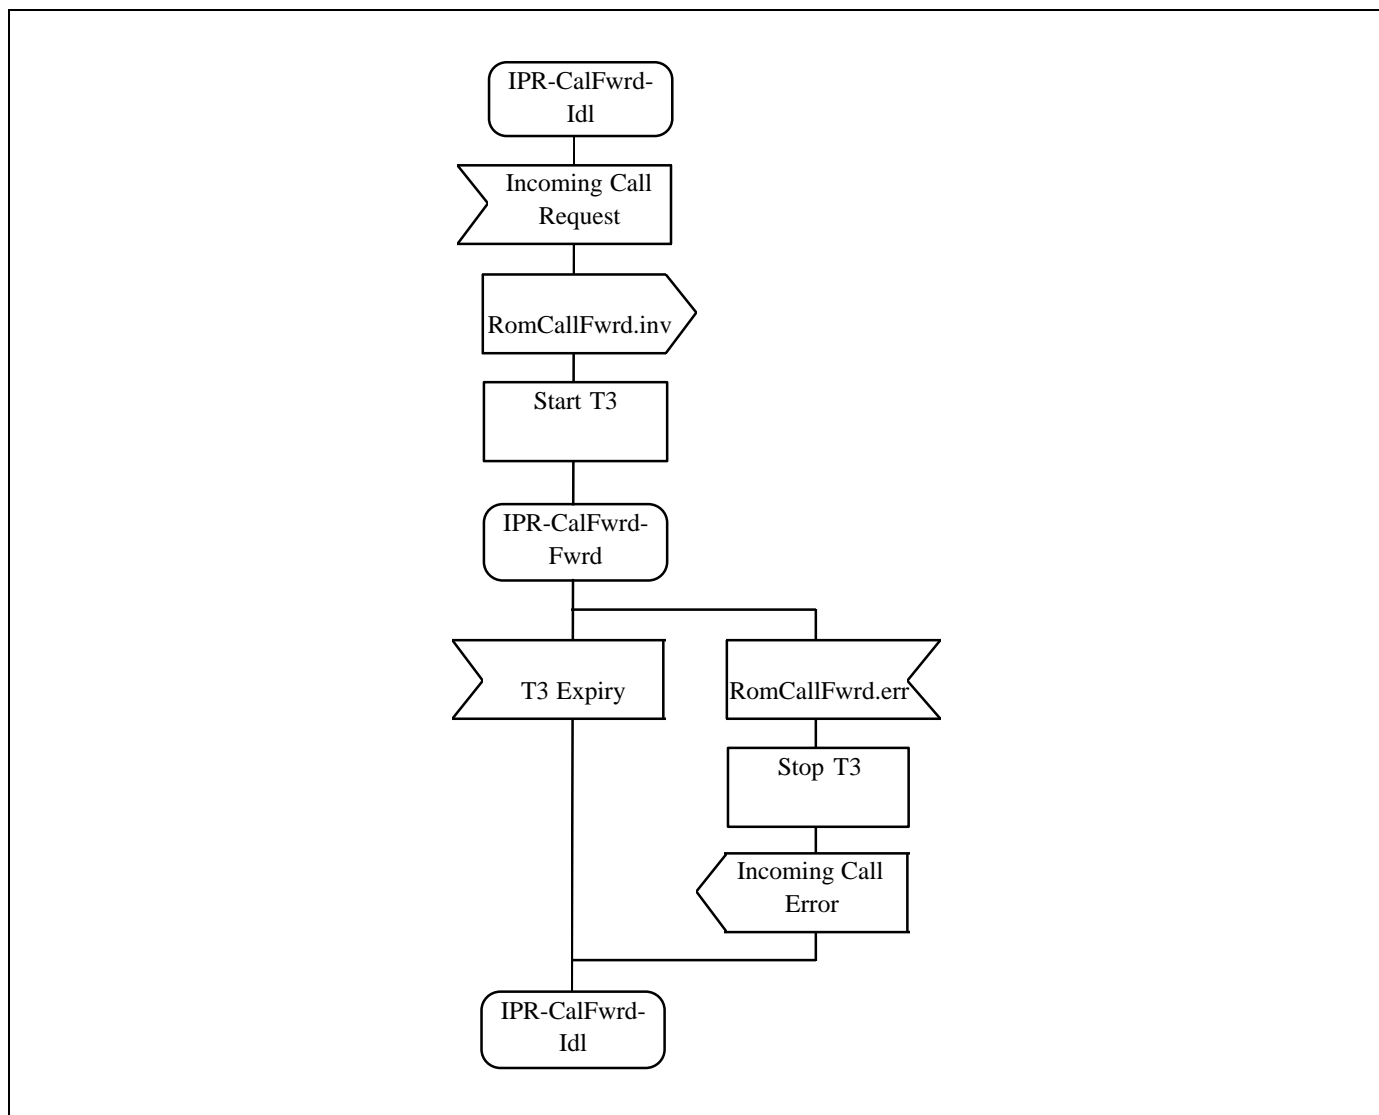 IPR-CalFwrd-
Idl
Incoming Call
Request
RomCallFwrd.inv
Start T3
IPR-CalFwrd-
Fwrd
T3 Expiry
RomCallFwrd.err
Stop T3
Incoming Call
Error
IPR-CalFwrd-
Idl